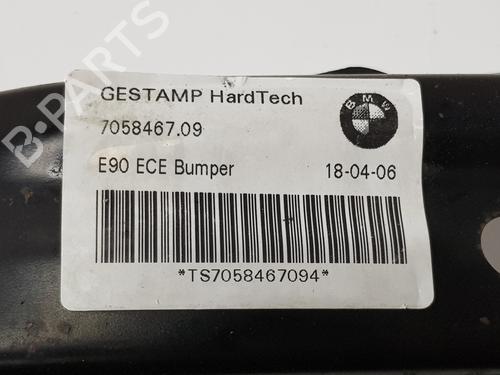 GESTAMP HardTech
BMW
7058467.09
E90 ECE Bumper 18-04-06
*TS7058467094*
B-PARTS